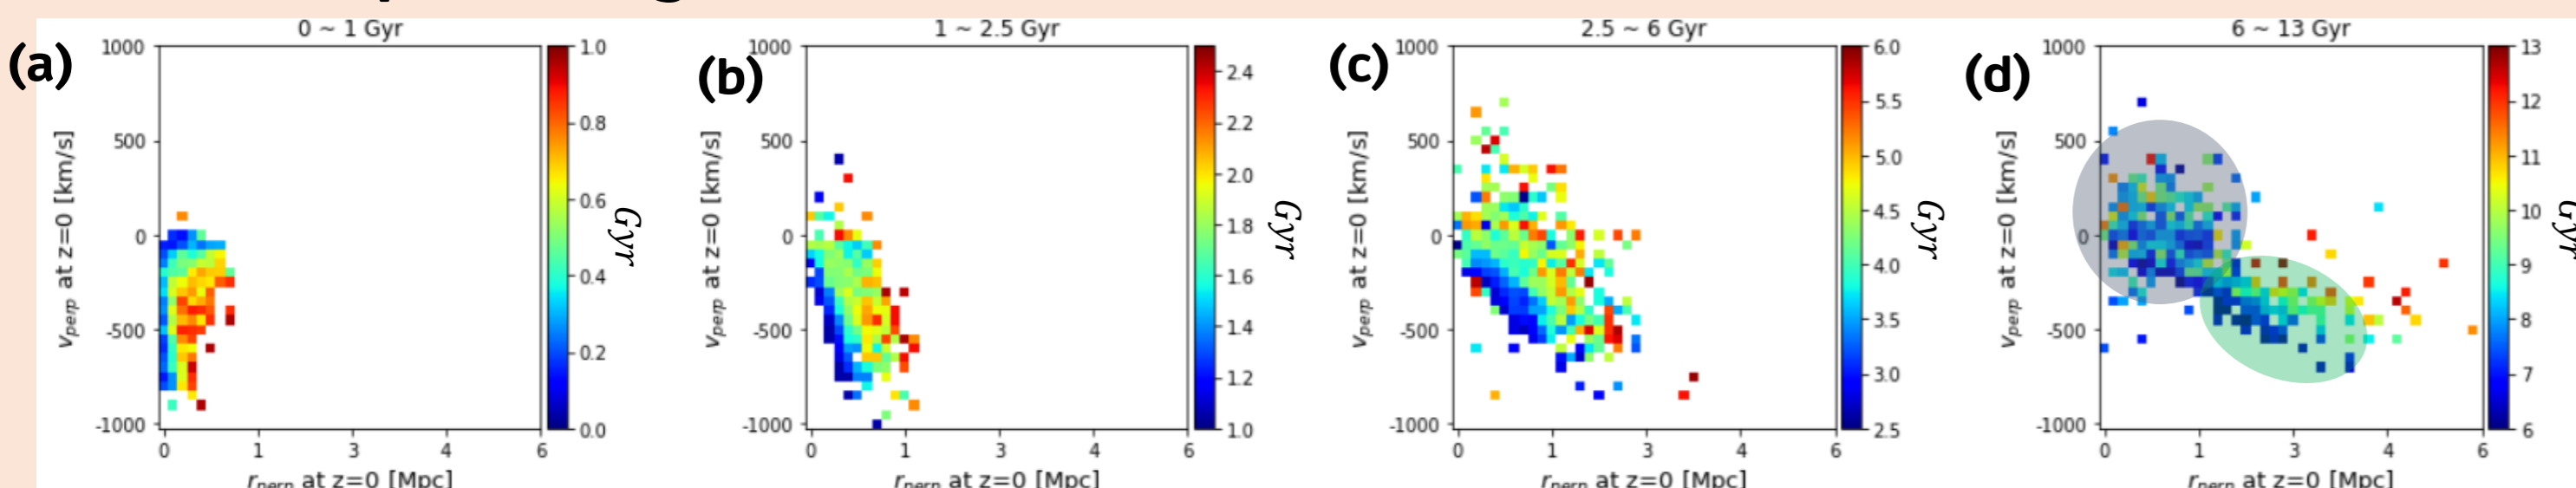 (a)
0 ~ 1 Gyr
1000
500
0
-500
-1000
v_perp at z=0 [km/s]
0 1 3 4 6
r_perp at z=0 [Mpc]
1.0
0.8
0.6
0.4
0.2
0.0
Gyr
(b)
1 ~ 2.5 Gyr
1000
500
0
-500
-1000
v_perp at z=0 [km/s]
0 1 3 4 6
r_perp at z=0 [Mpc]
2.4
2.2
2.0
1.8
1.6
1.4
1.2
1.0
Gyr
(c)
2.5 ~ 6 Gyr
1000
500
0
-500
-1000
v_perp at z=0 [km/s]
0 1 3 4 6
r_perp at z=0 [Mpc]
6.0
5.5
5.0
4.5
4.0
3.5
3.0
2.5
Gyr
(d)
6 ~ 13 Gyr
1000
500
0
-500
-1000
v_perp at z=0 [km/s]
0 1 3 4 6
r_perp at z=0 [Mpc]
13
12
11
10
9
8
7
6
Gyr